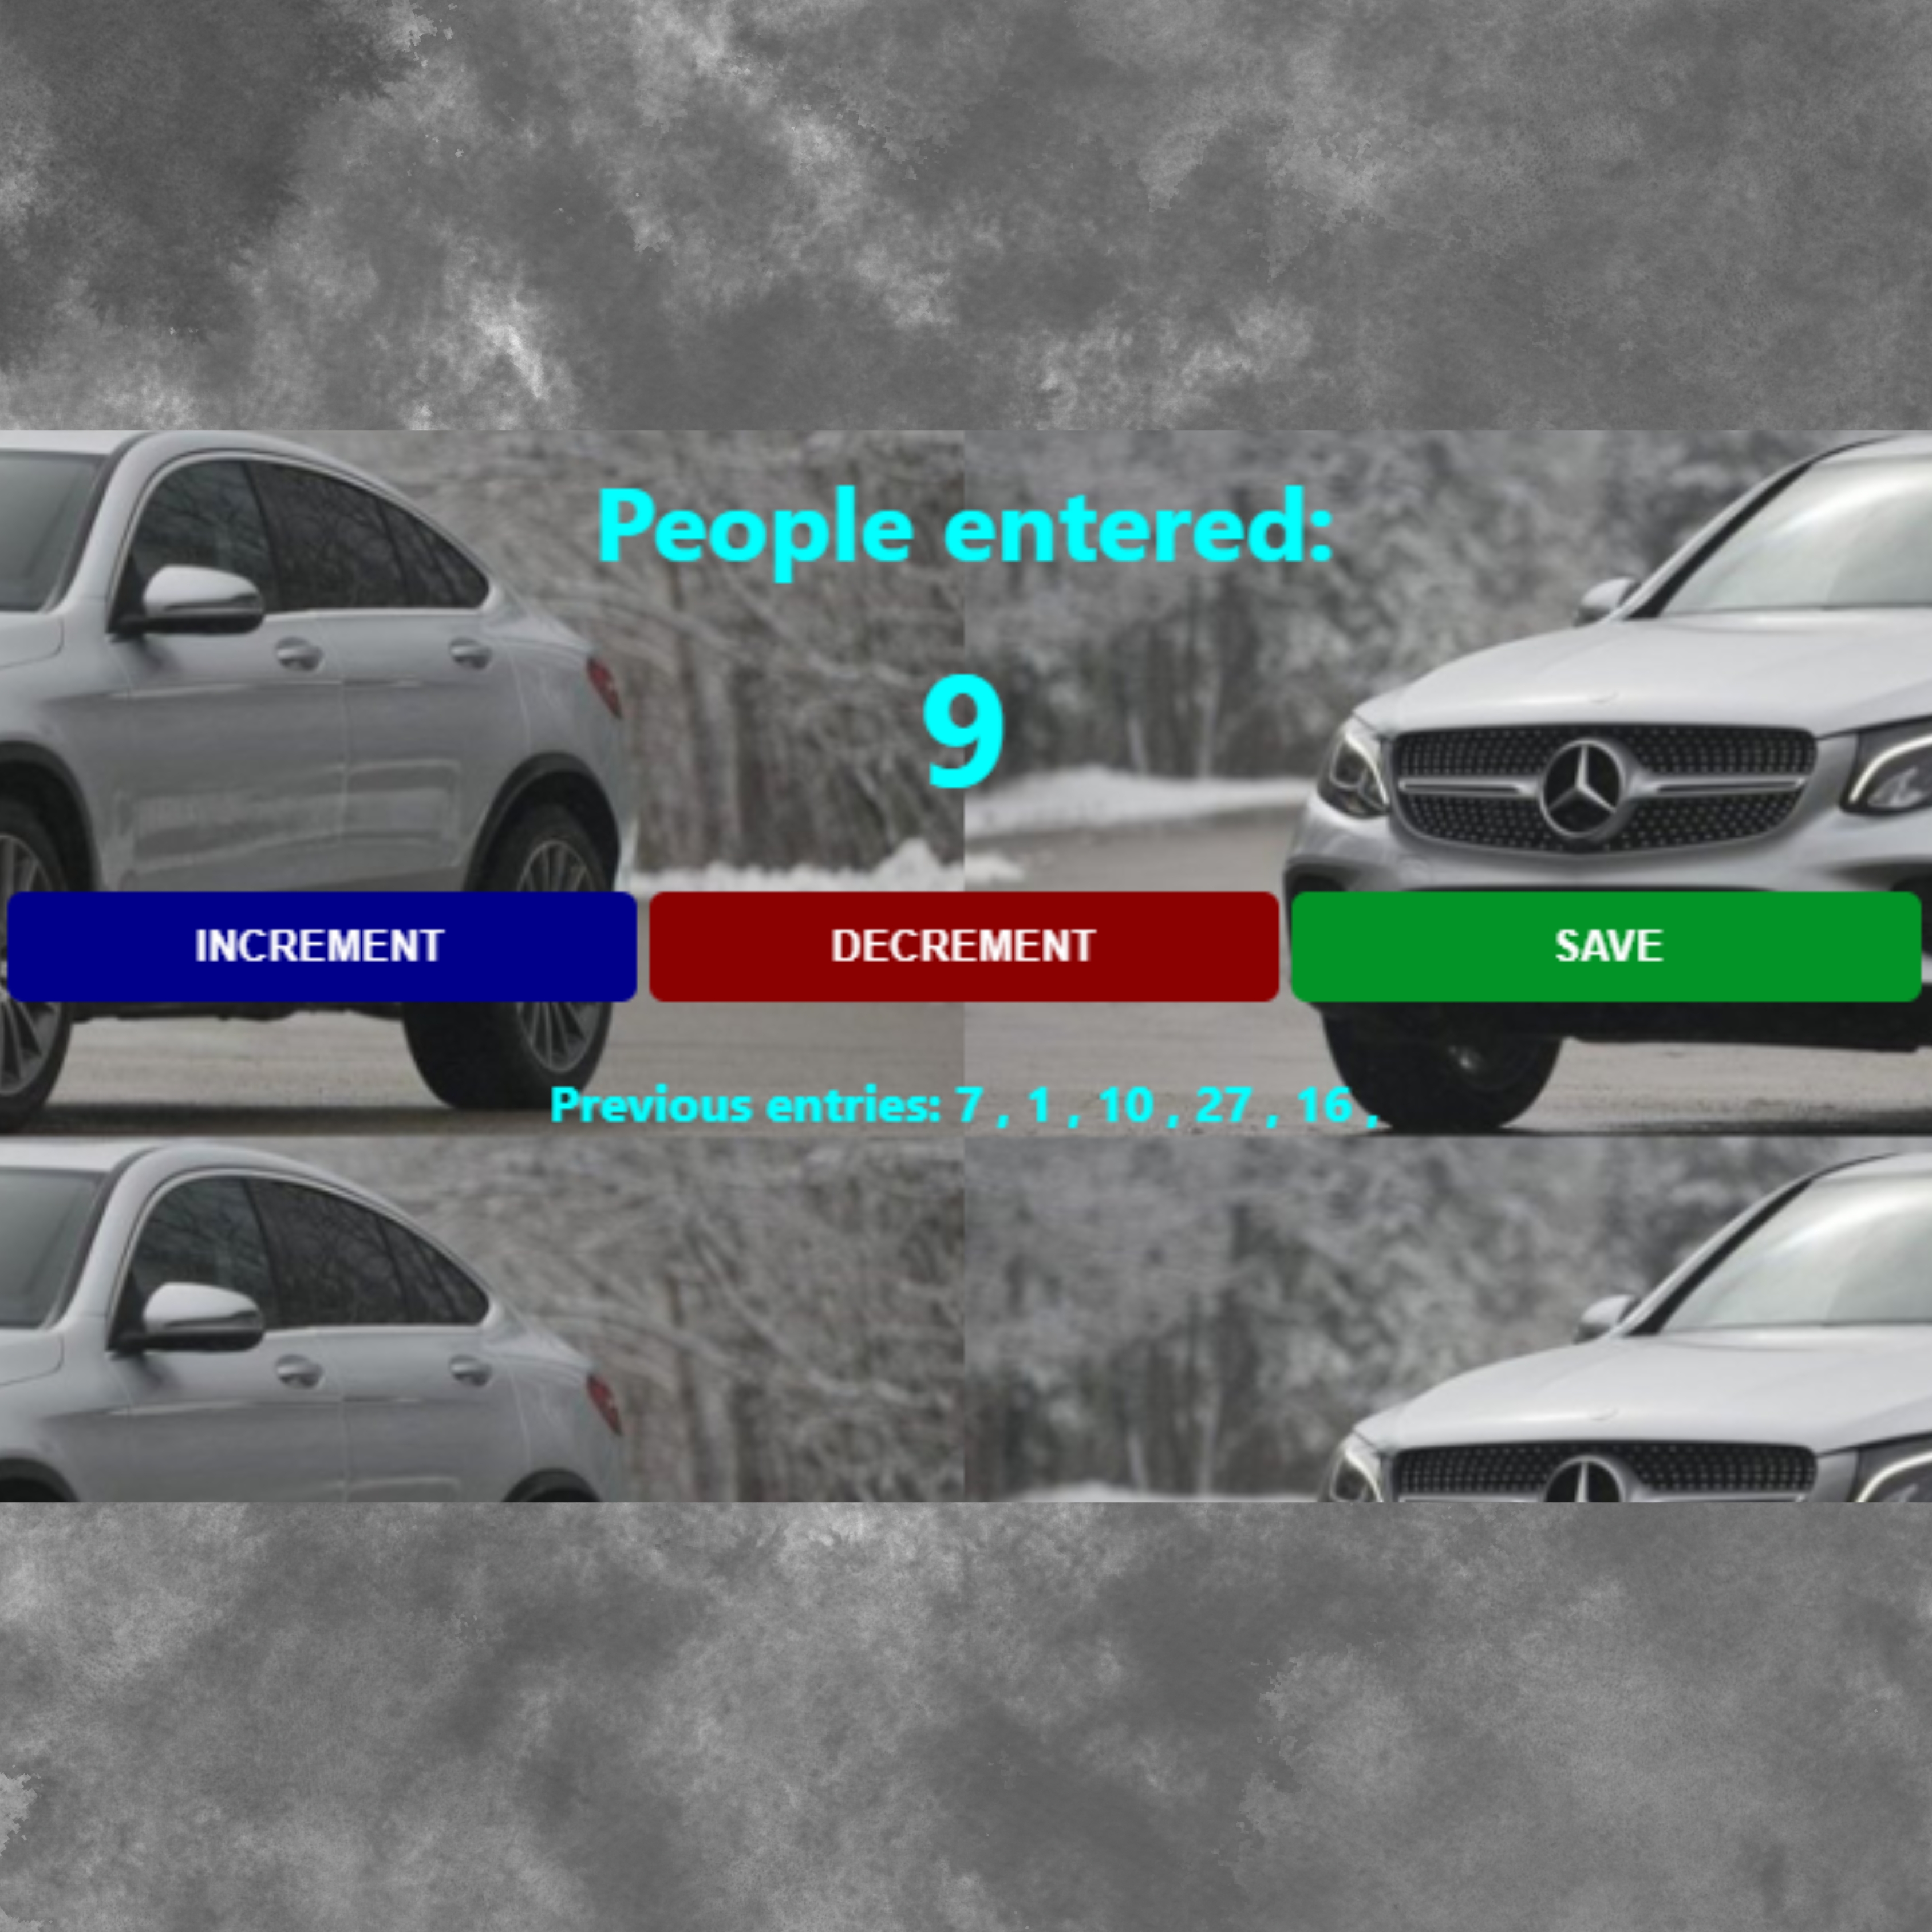 People entered:
9
INCREMENT DECREMENT SAVE
Previous entries: 7 , 1 , 10 , 27 , 16 ,